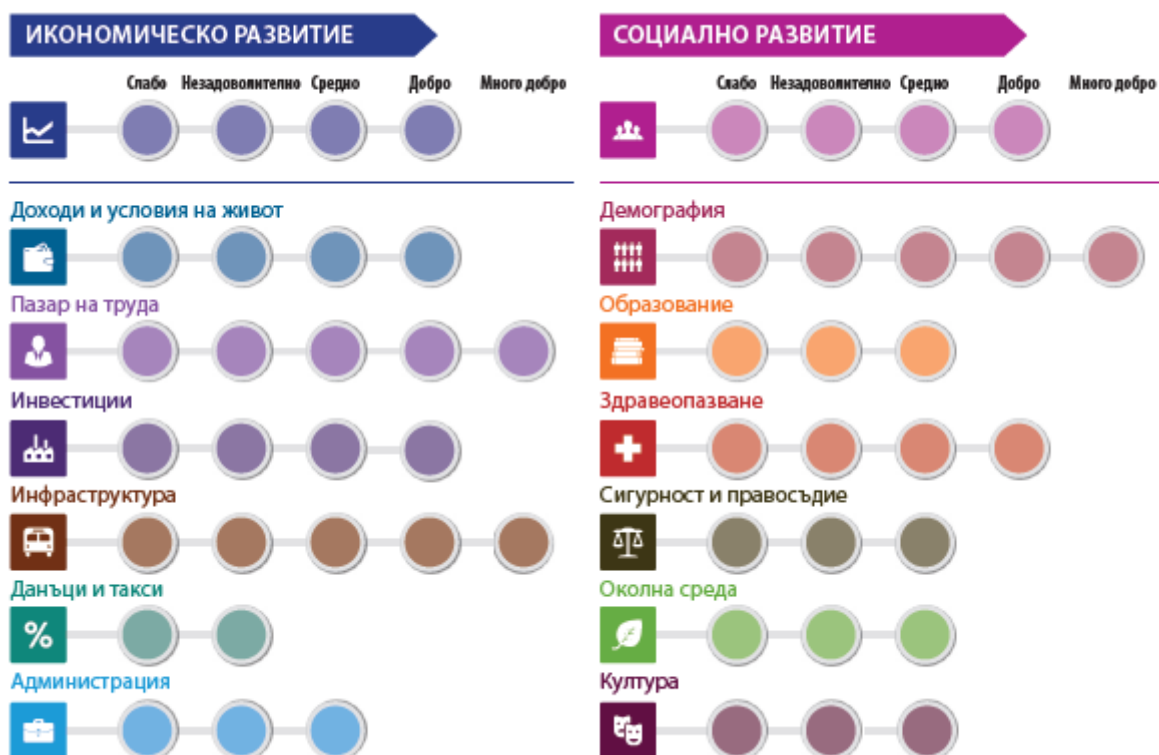 ИКОНОМИЧЕСКО РАЗВИТИЕ
Слабо Незадоволително Средно Добро Много добро
Доходи и условия на живот
Пазар на труда
Инвестиции
Инфраструктура
Данъци и такси
%
Администрация
СОЦИАЛНО РАЗВИТИЕ
Слабо Незадоволително Средно Добро Много добро
Демография
Образование
Здравеопазване
Сигурност и правосъдие
Околна среда
Култура